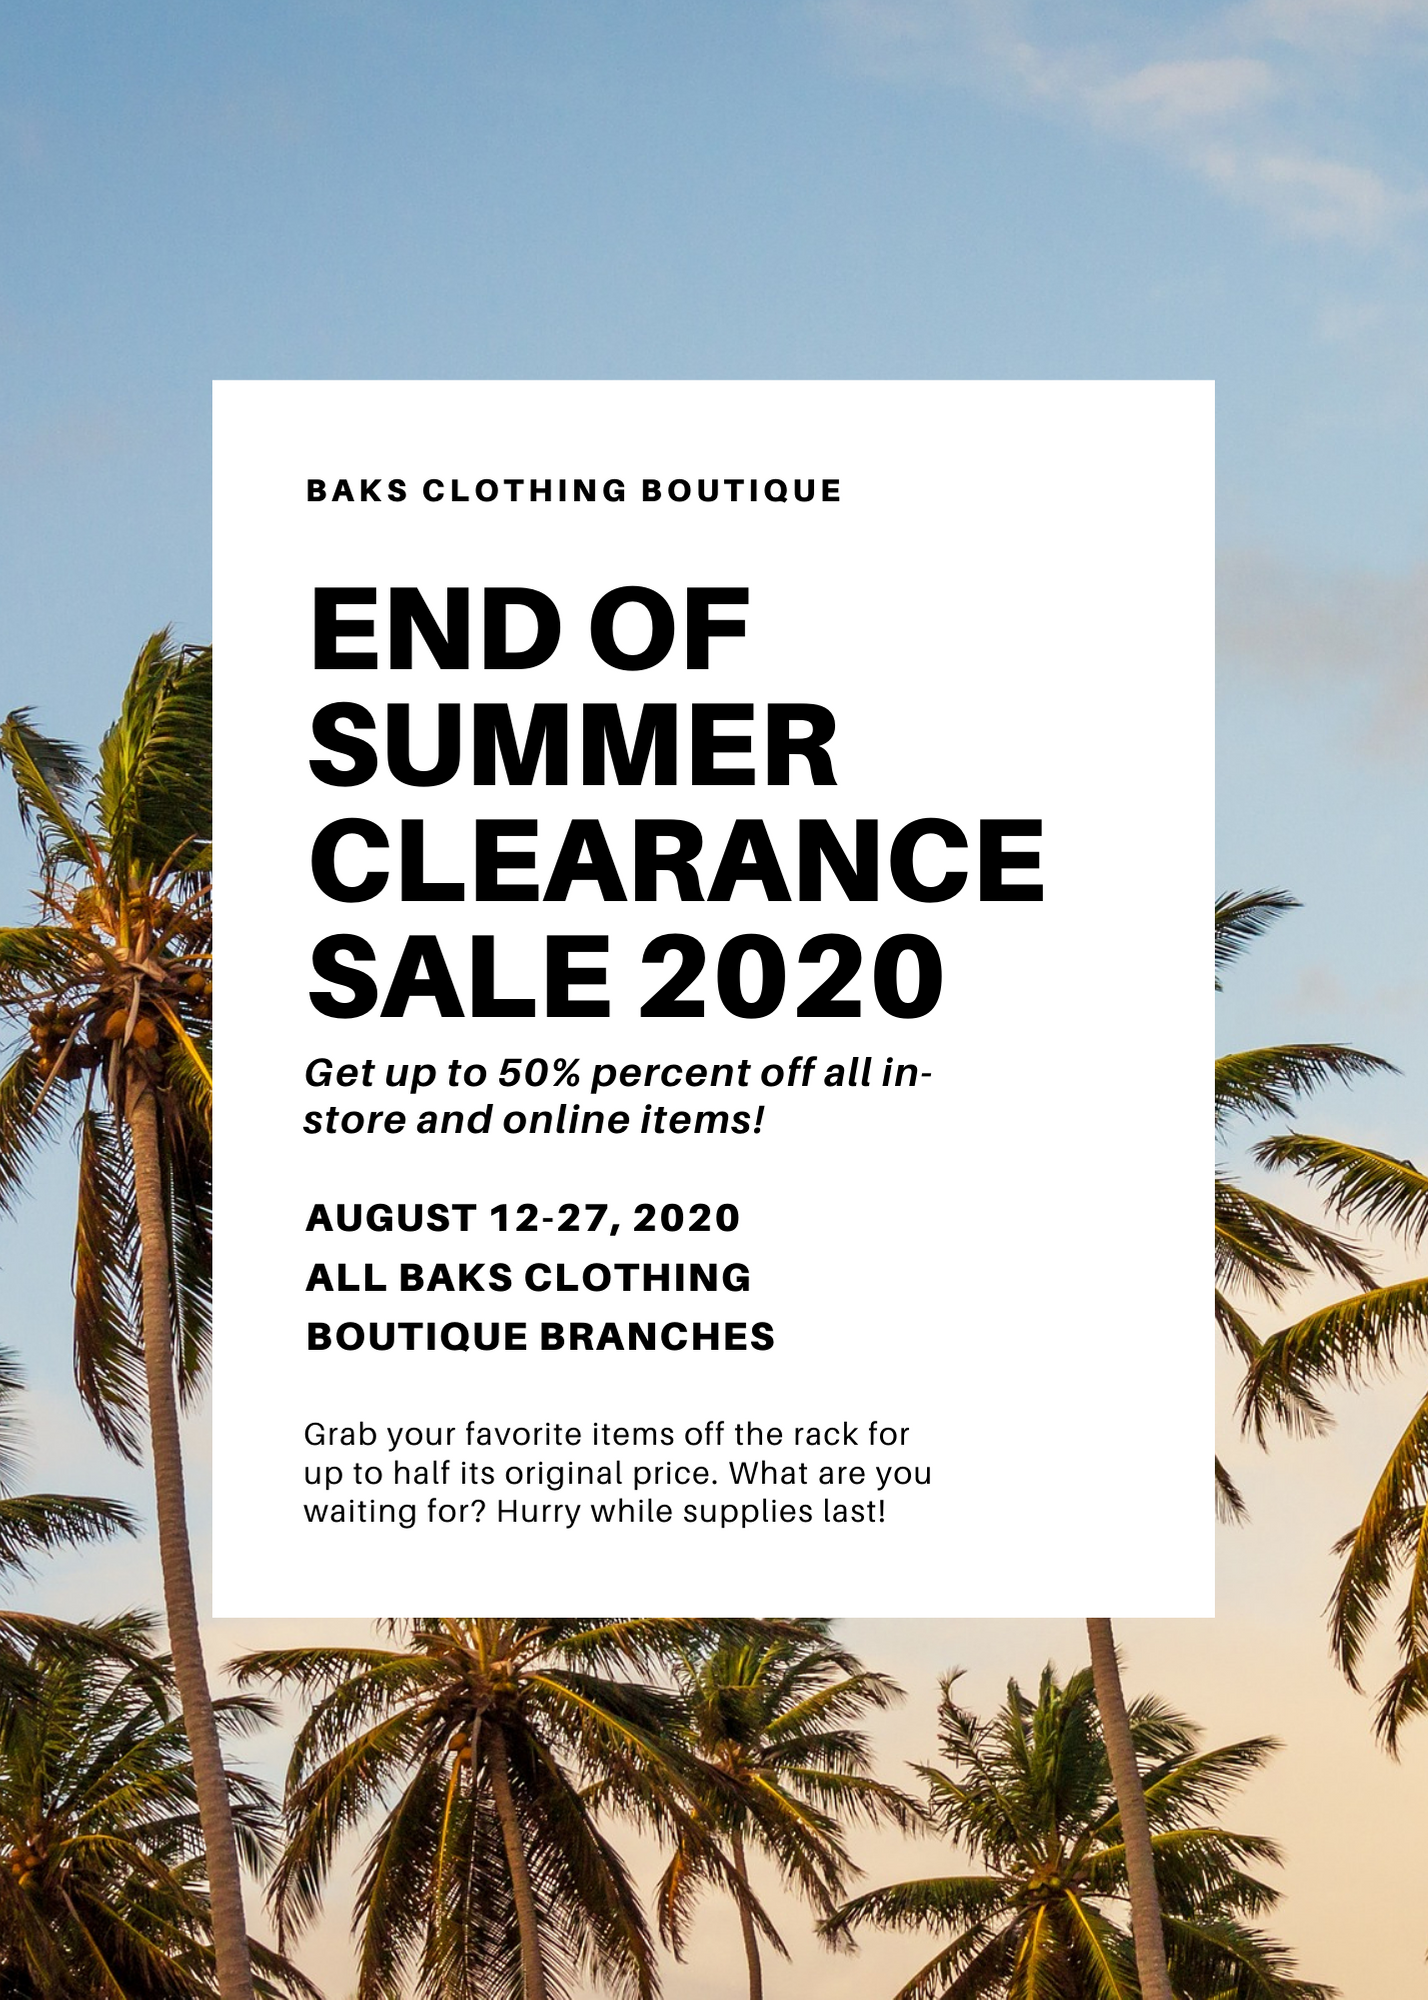 BAKS CLOTHING BOUTIQUE
END OF
SUMMER
CLEARANCE
SALE 2020
Get up to 50% percent off all in-
store and online items!
AUGUST 12-27, 2020
ALL BAKS CLOTHING
BOUTIQUE BRANCHES
Grab your favorite items off the rack for
up to half its original price. What are you
waiting for? Hurry while supplies last!